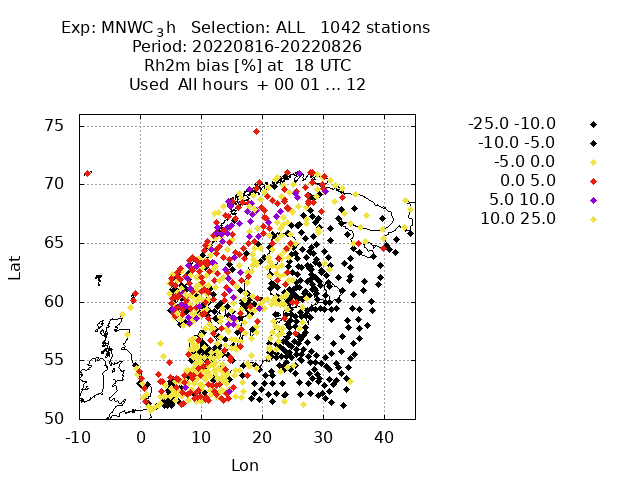 Exp: MNWC₃h Selection: ALL 1042 stations
Period: 20220816-20220826
Rh2m bias [%] at 18 UTC
Used All hours + 00 01 ... 12
-25.0 -10.0
-10.0 -5.0
-5.0 0.0
0.0 5.0
5.0 10.0
10.0 25.0
75
70
65
60
55
50
Lat
-10 0 10 20 30 40
Lon